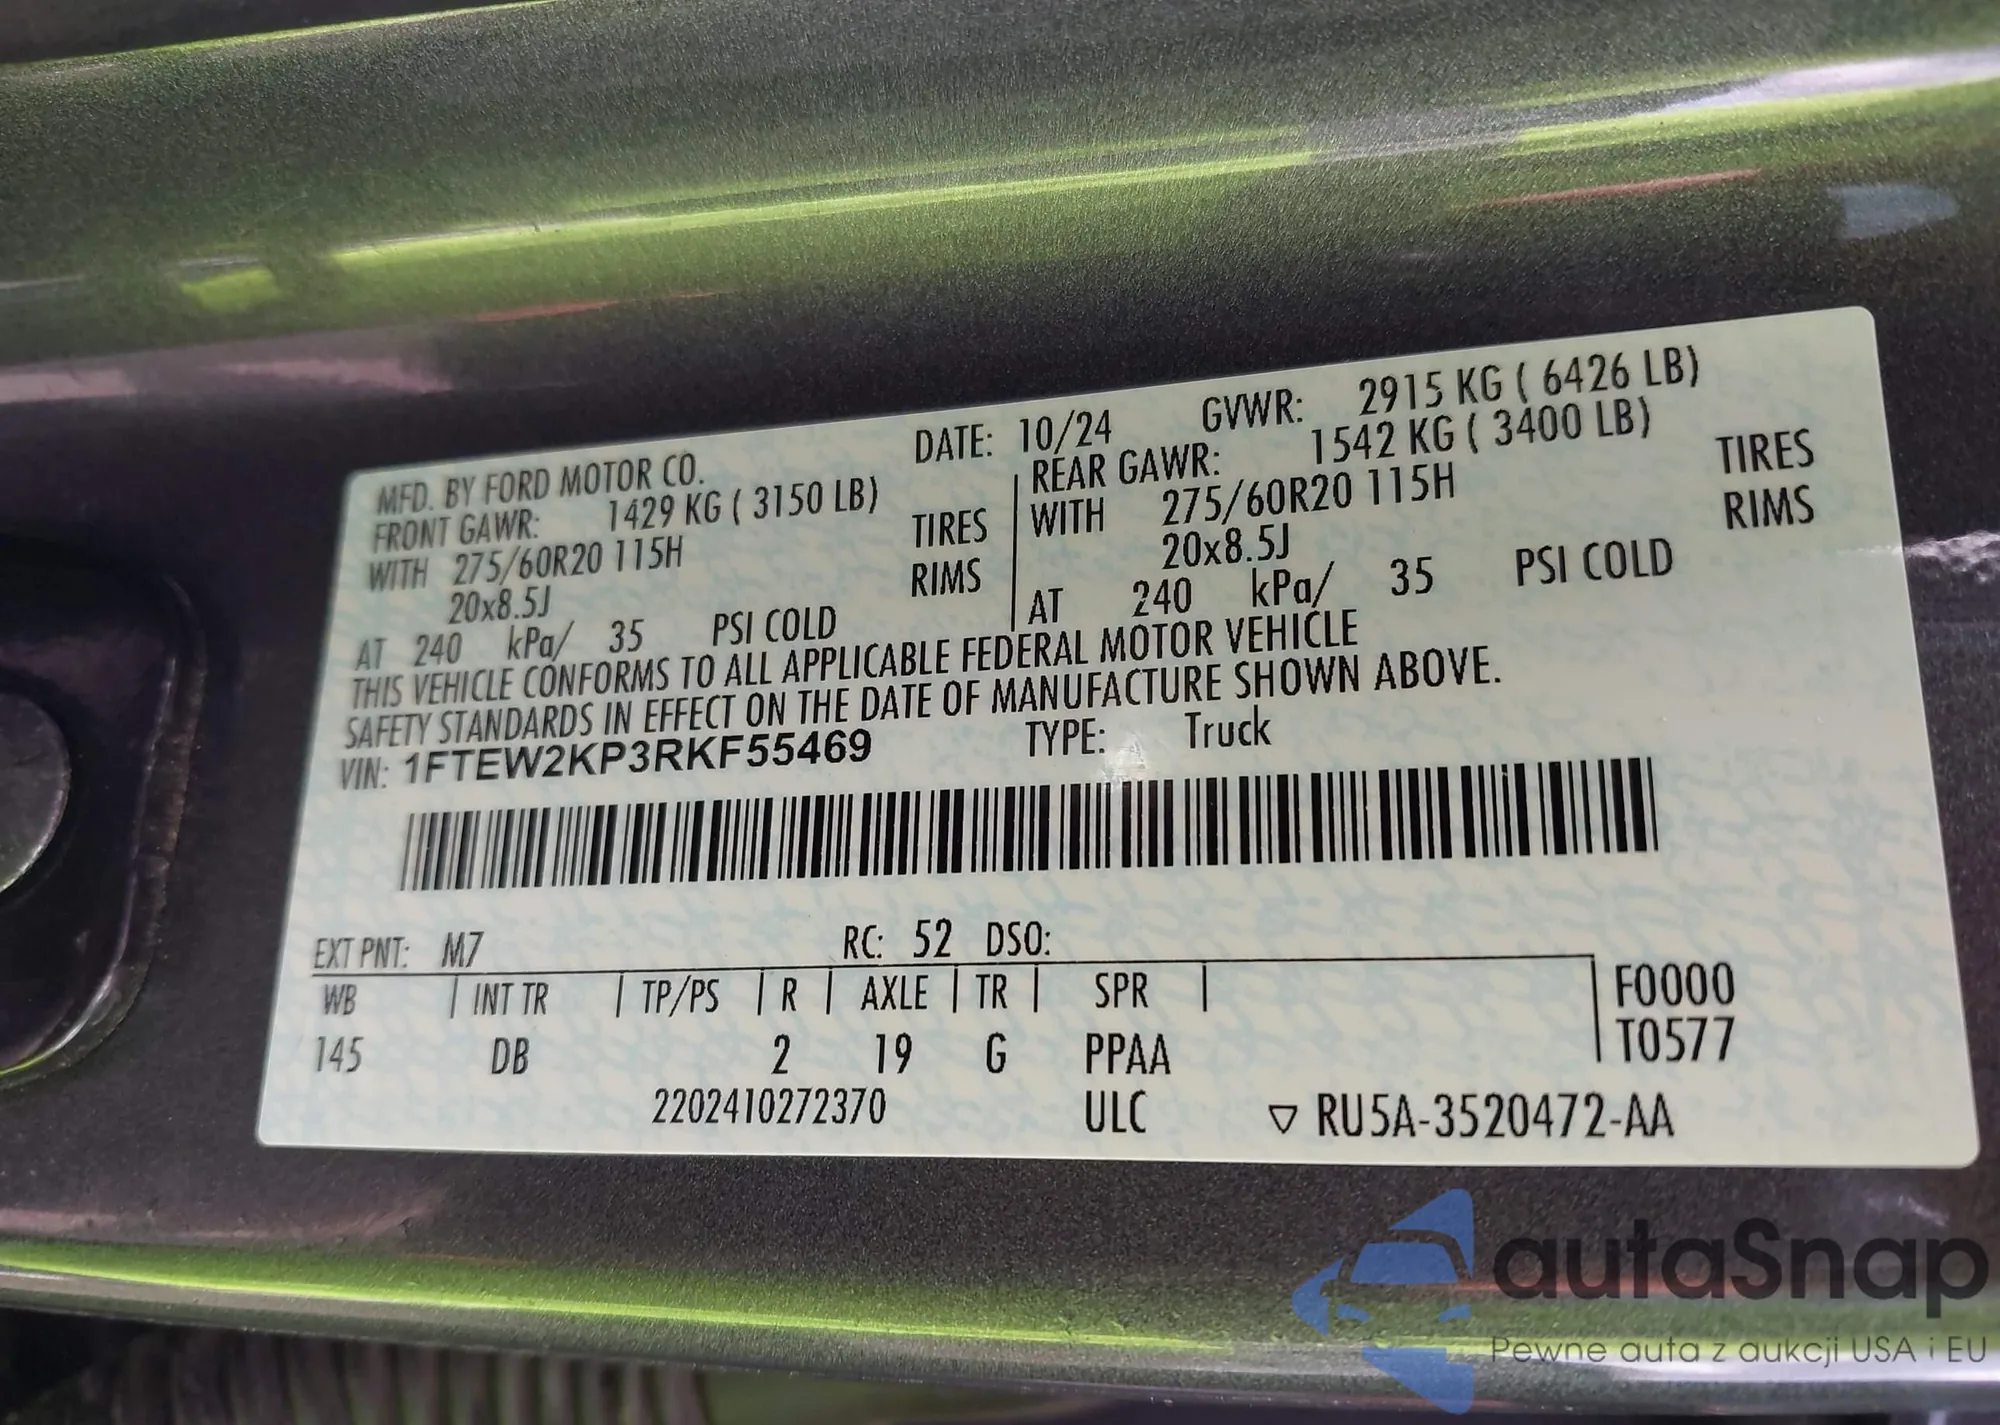 MFD. BY FORD MOTOR CO. DATE: 10/24 GVWR: 2915 KG ( 6426 LB)
FRONT GAWR: 1429 KG ( 3150 LB) REAR GAWR: 1542 KG ( 3400 LB)
WITH 275/60R20 115H TIRES WITH 275/60R20 115H TIRES
20x8.5J RIMS 20x8.5J RIMS
AT 240 kPa/ 35 PSI COLD AT 240 kPa/ 35 PSI COLD
THIS VEHICLE CONFORMS TO ALL APPLICABLE FEDERAL MOTOR VEHICLE
SAFETY STANDARDS IN EFFECT ON THE DATE OF MANUFACTURE SHOWN ABOVE.
VIN: 1FTEW2KP3RKF55469 TYPE: Truck
EXT PNT: M7 RC: 52 DSO:
WB INT TR TP/PS R AXLE TR SPR F0000
145 DB 2 19 G PPAA T0577
2202410272370 ULC ▽ RU5A-3520472-AA
autaSnap
Pewne auta z aukcji USA i EU